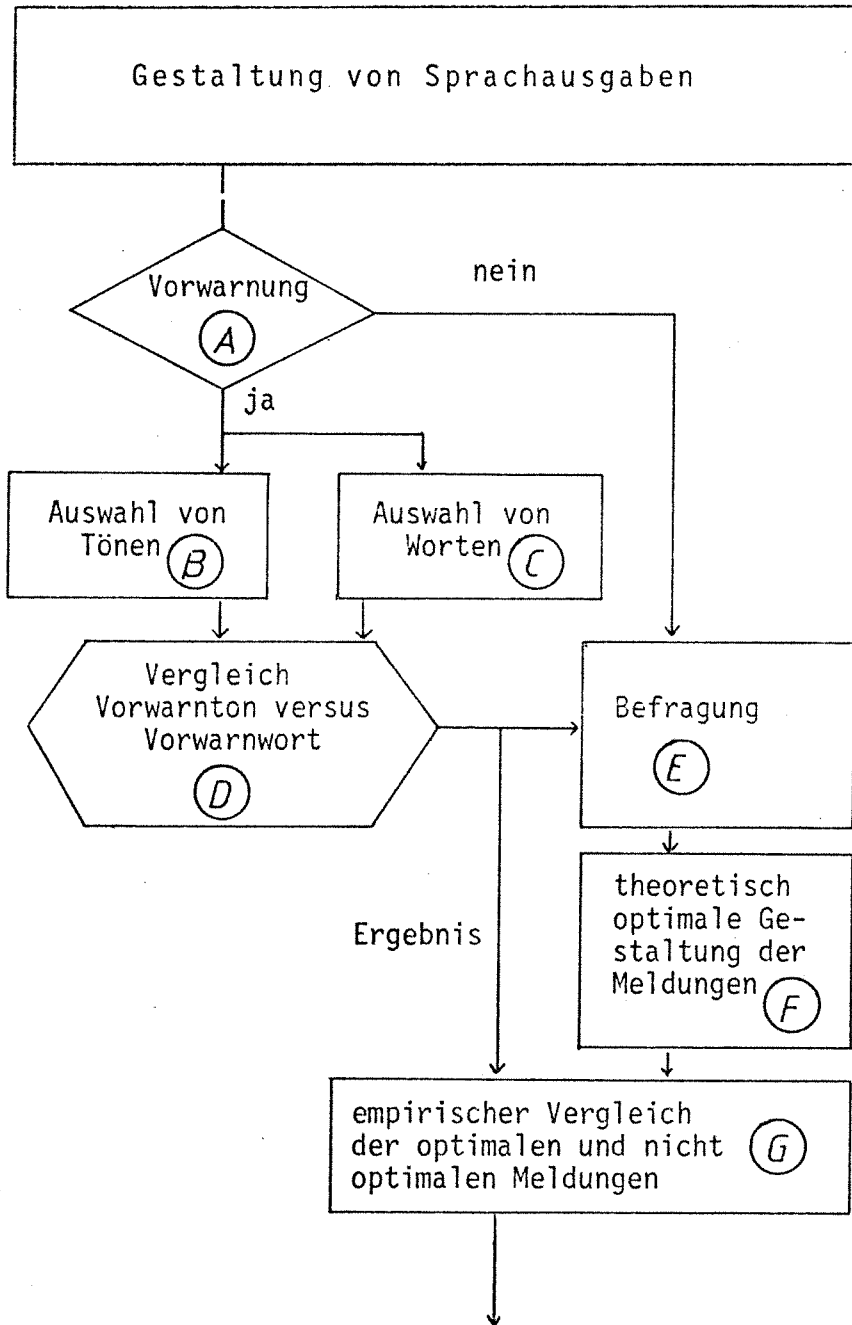 Gestaltung von Sprachausgaben
nein
Vorwarnung
A
ja
Auswahl von
Tönen B
Auswahl von
Worten C
Vergleich
Vorwarnton versus
Vorwarnwort
D
Befragung
E
theoretisch
optimale Ge-
staltung der
Meldungen F
Ergebnis
empirischer Vergleich
der optimalen und nicht G
optimalen Meldungen